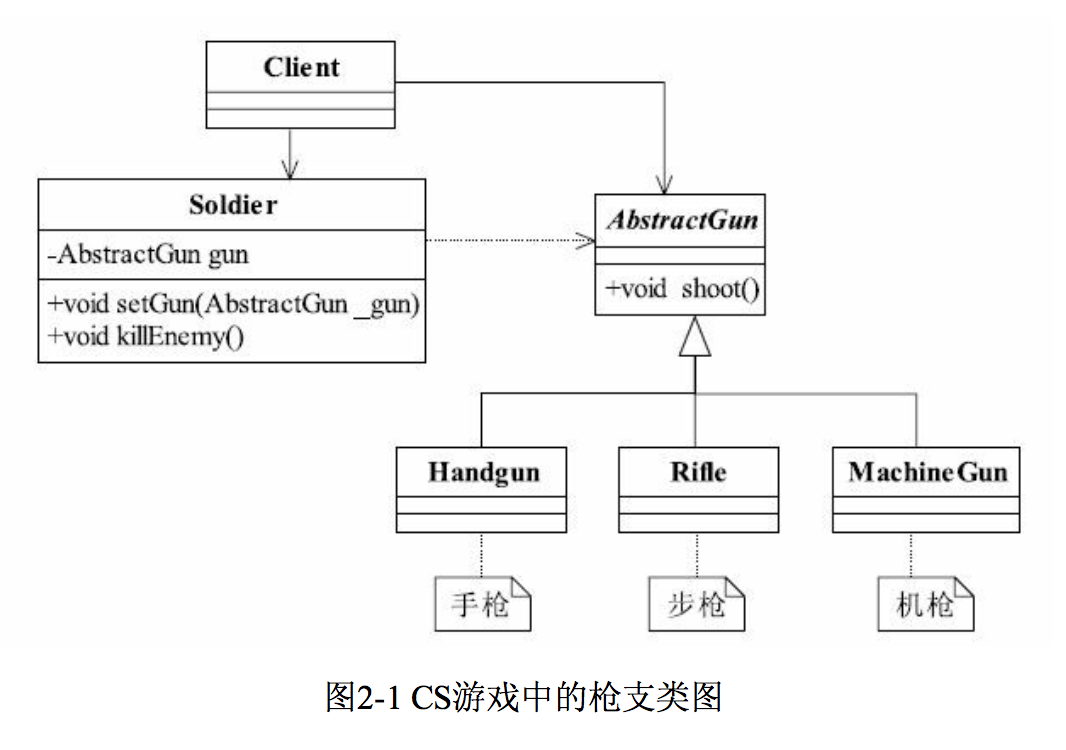 Client
Soldier
-AbstractGun gun
+void setGun(AbstractGun _gun)
+void killEnemy()
AbstractGun
+void shoot()
Handgun
Rifle
MachineGun
手枪
步枪
机枪
图2-1 CS游戏中的枪支类图